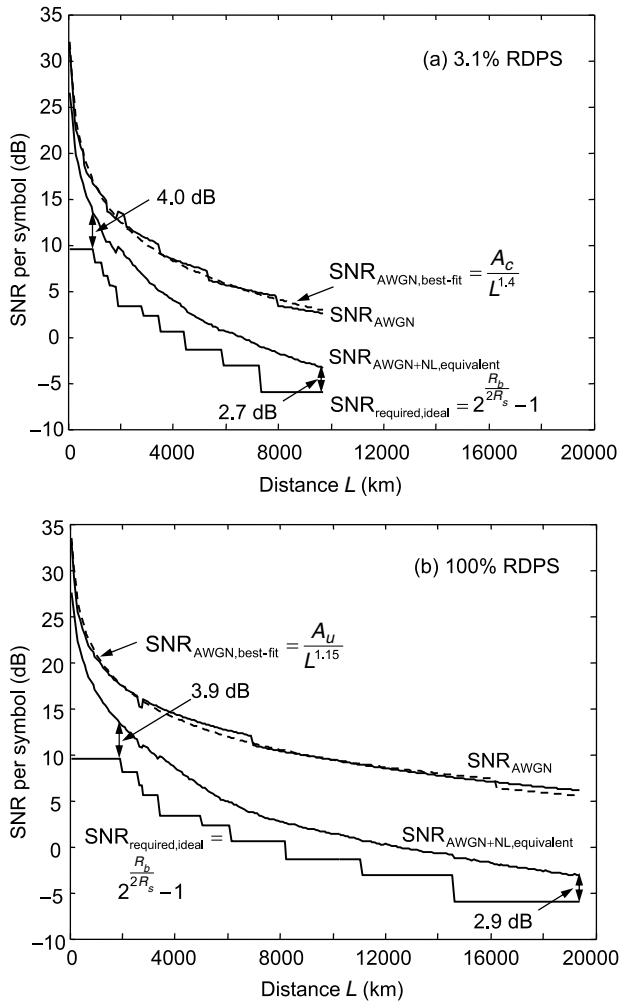 35
30
25
20
15
10
5
0
−5
−10
SNR per symbol (dB)
(a) 3.1% RDPS
4.0 dB
SNR_AWGN,best-fit = A_c / L^1.4
SNR_AWGN
SNR_AWGN+NL,equivalent
2.7 dB
SNR_required,ideal = 2^(R_b / 2R_s) −1
0 4000 8000 12000 16000 20000
Distance L (km)
35
30
25
20
15
10
5
0
−5
−10
SNR per symbol (dB)
(b) 100% RDPS
SNR_AWGN,best-fit = A_u / L^1.15
3.9 dB
SNR_AWGN
SNR_AWGN+NL,equivalent
SNR_required,ideal =
2^(R_b / 2R_s) −1
2.9 dB
0 4000 8000 12000 16000 20000
Distance L (km)